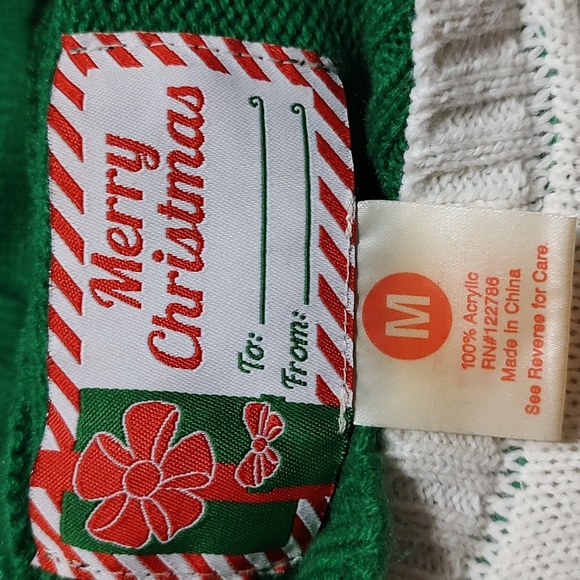 Merry
Christmas
To:
From:
M
100% Acrylic
RN#122786
Made in China
See Reverse for Care